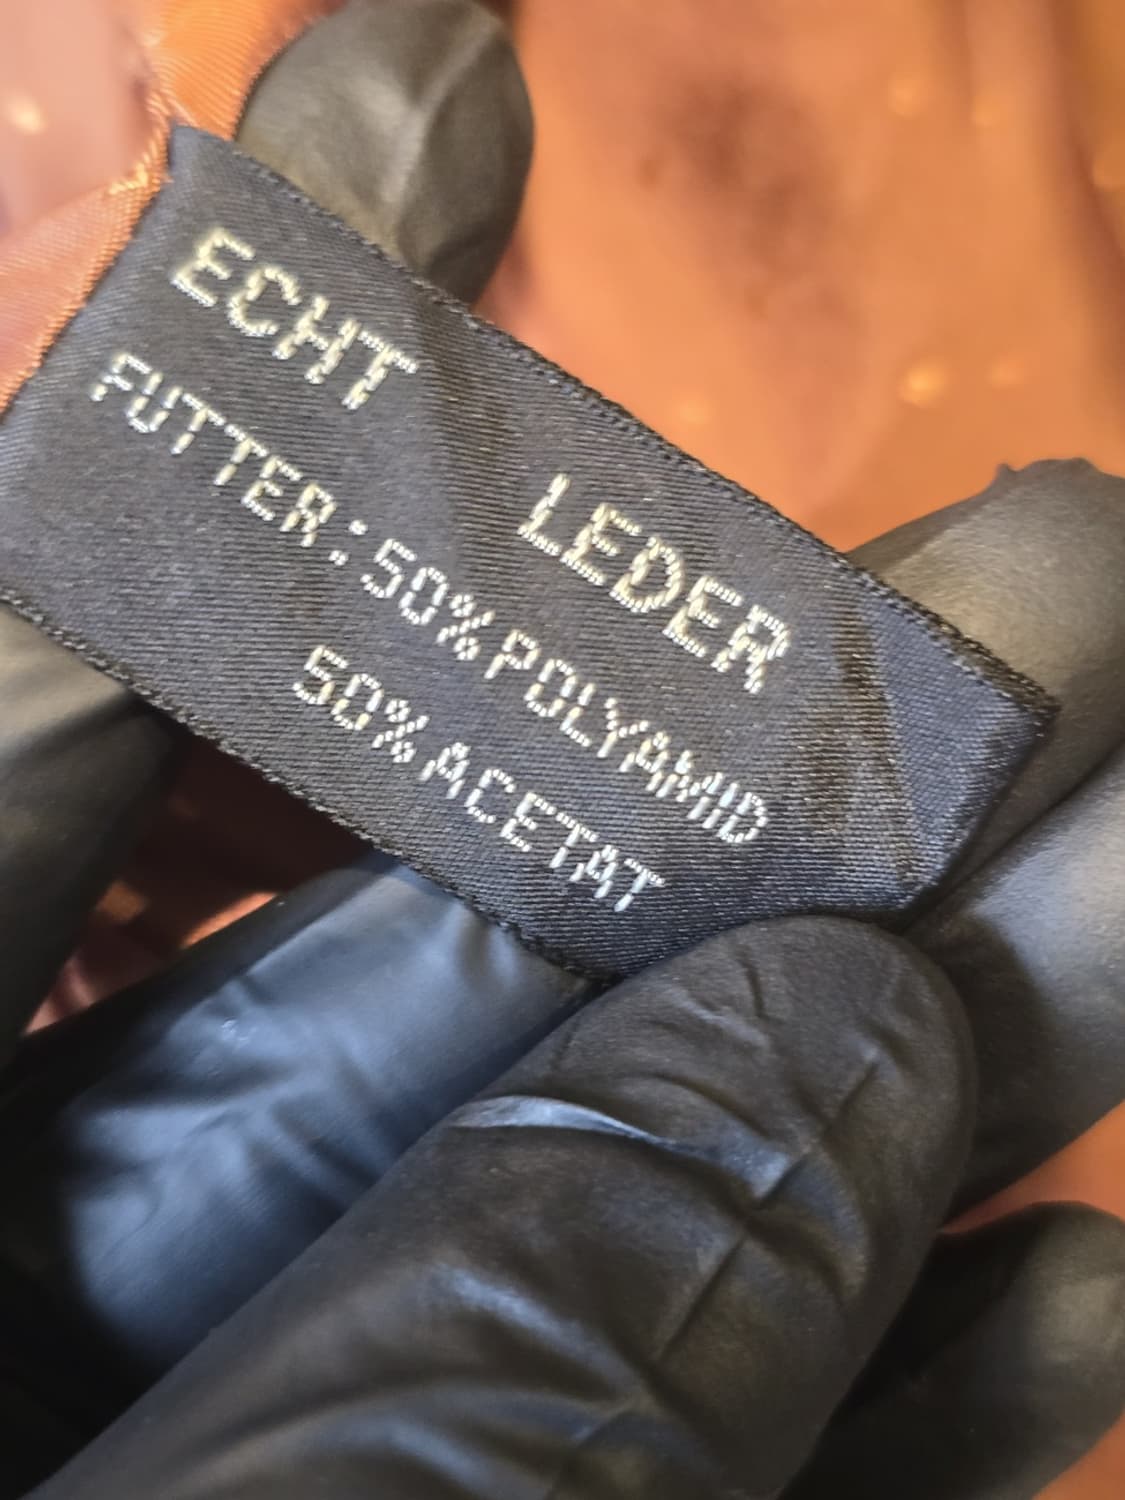 ECHT LEDER
FUTTER: 50% POLYAMID
50% ACETAT